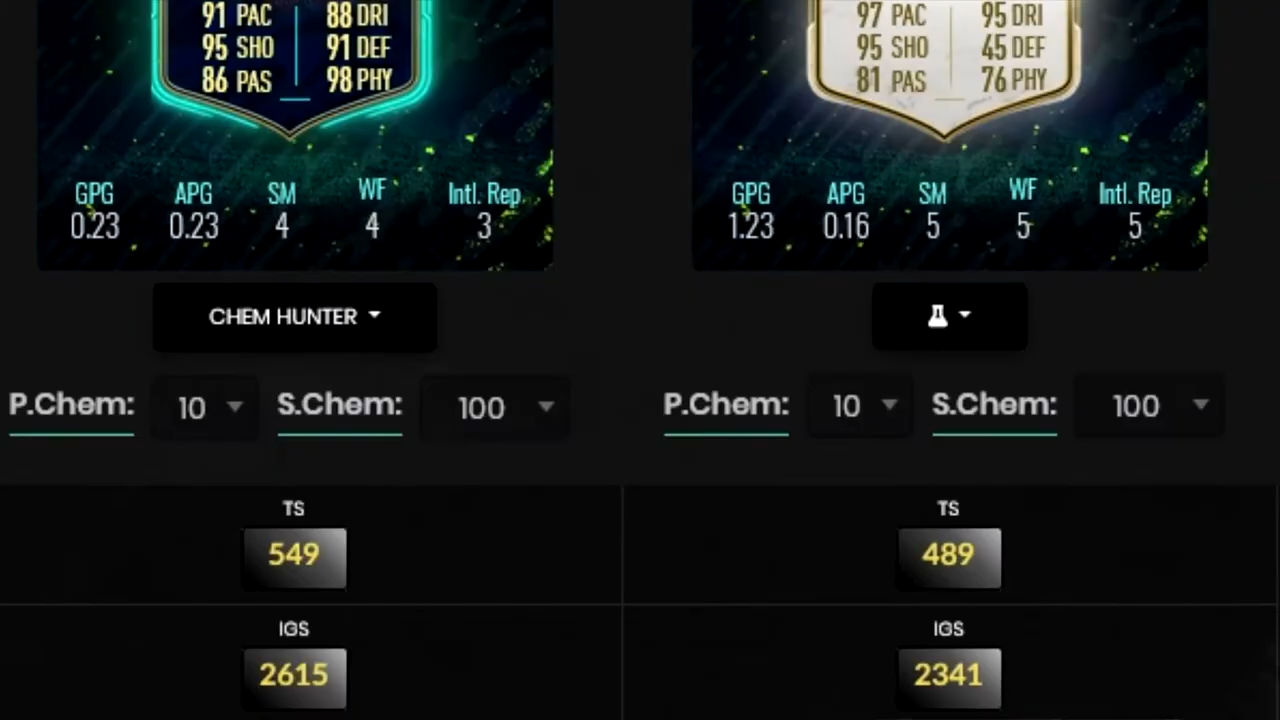 91 PAC 88 DRI
95 SHO 91 DEF
86 PAS 98 PHY
97 PAC 95 DRI
95 SHO 45 DEF
81 PAS 76 PHY
GPG APG SM WF Intl. Rep
0.23 0.23 4 4 3
GPG APG SM WF Intl. Rep
1.23 0.16 5 5 5
CHEM HUNTER
P.Chem: 10 S.Chem: 100
P.Chem: 10 S.Chem: 100
TS
549
TS
489
IGS
2615
IGS
2341